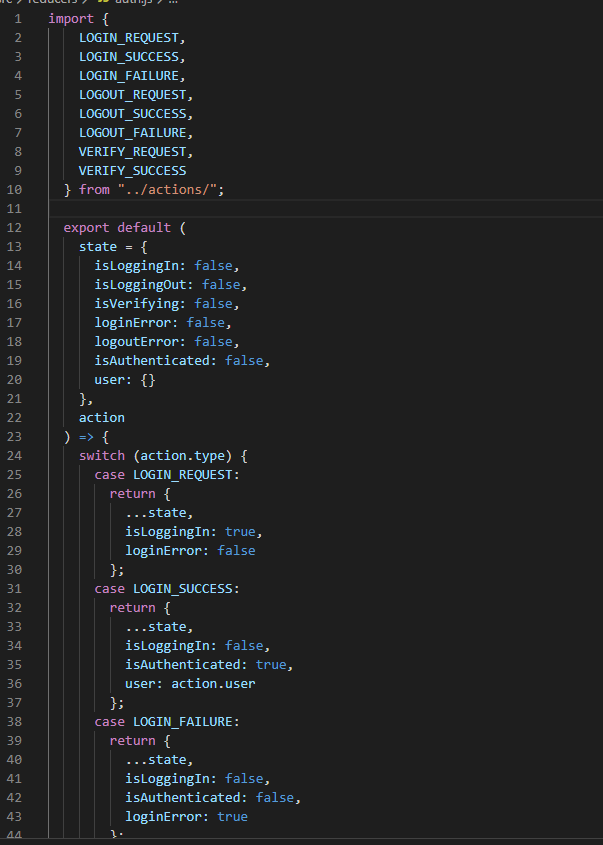 1 import {
2 LOGIN_REQUEST,
3 LOGIN_SUCCESS,
4 LOGIN_FAILURE,
5 LOGOUT_REQUEST,
6 LOGOUT_SUCCESS,
7 LOGOUT_FAILURE,
8 VERIFY_REQUEST,
9 VERIFY_SUCCESS
10 } from "../actions/";
11
12 export default (
13 state = {
14 isLoggingIn: false,
15 isLoggingOut: false,
16 isVerifying: false,
17 loginError: false,
18 logoutError: false,
19 isAuthenticated: false,
20 user: {}
21 },
22 action
23 ) => {
24 switch (action.type) {
25 case LOGIN_REQUEST:
26 return {
27 ...state,
28 isLoggingIn: true,
29 loginError: false
30 };
31 case LOGIN_SUCCESS:
32 return {
33 ...state,
34 isLoggingIn: false,
35 isAuthenticated: true,
36 user: action.user
37 };
38 case LOGIN_FAILURE:
39 return {
40 ...state,
41 isLoggingIn: false,
42 isAuthenticated: false,
43 loginError: true
44 };